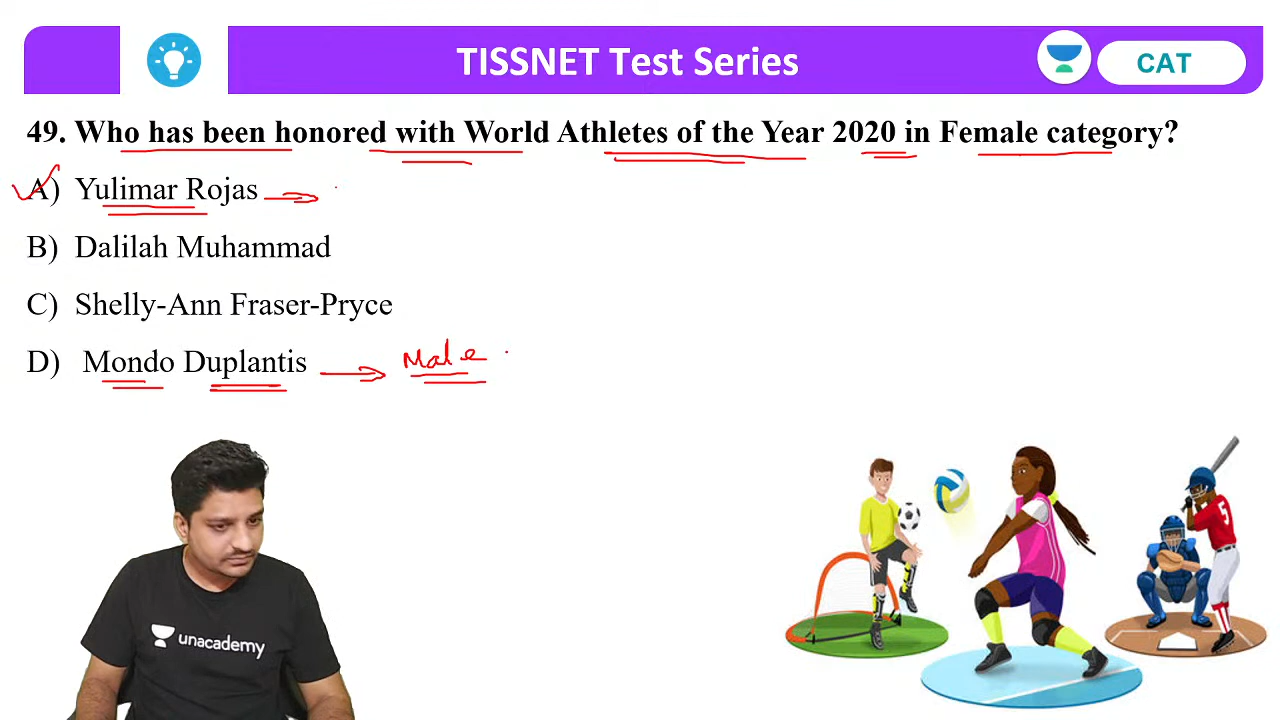 TISSNET Test Series
CAT
49. Who has been honored with World Athletes of the Year 2020 in Female category?
A) Yulimar Rojas
B) Dalilah Muhammad
C) Shelly-Ann Fraser-Pryce
D) Mondo Duplantis
Male
unacademy
5